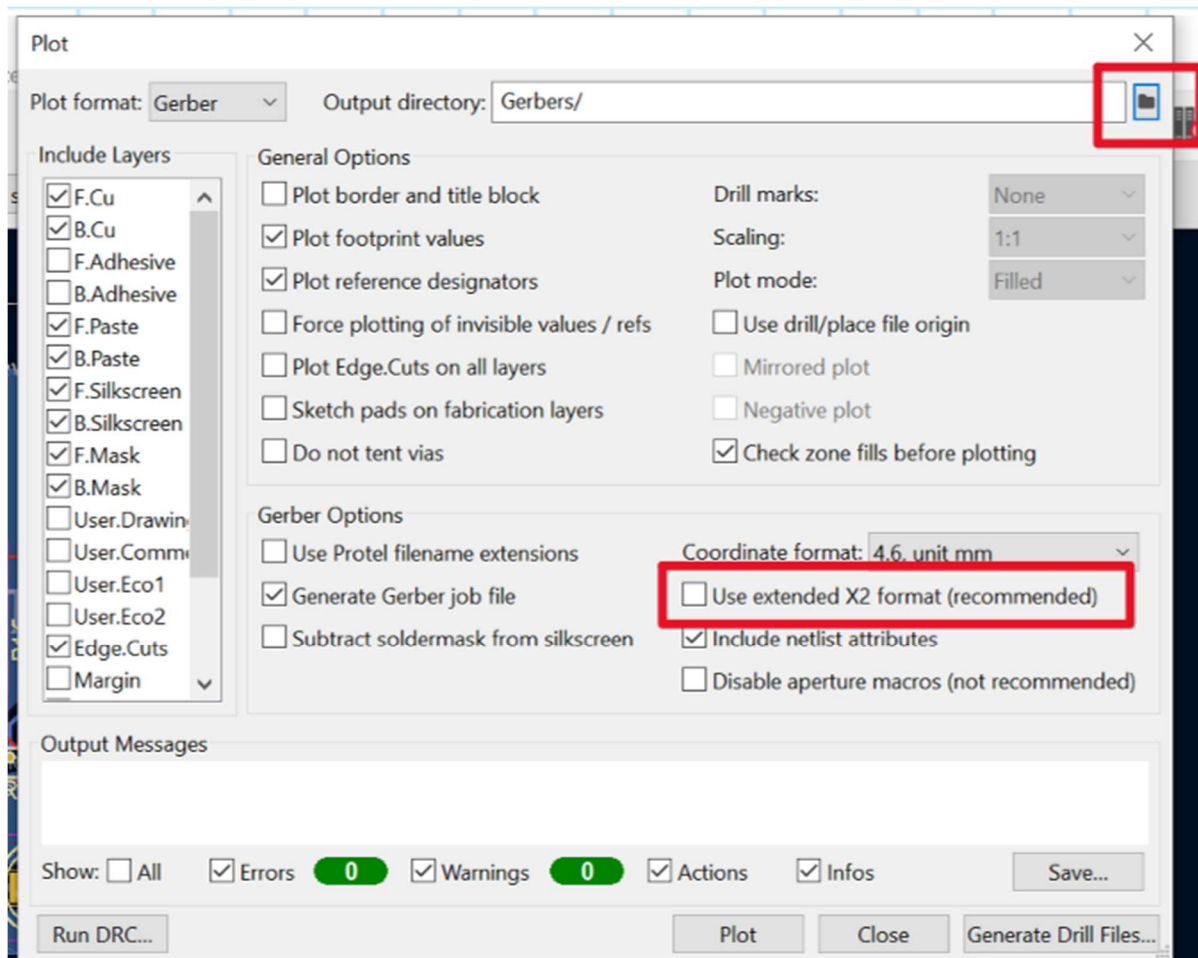 Plot
Plot format: Gerber Output directory: Gerbers/
Include Layers
F.Cu
B.Cu
F.Adhesive
B.Adhesive
F.Paste
B.Paste
F.Silkscreen
B.Silkscreen
F.Mask
B.Mask
User.Drawin
User.Comm
User.Eco1
User.Eco2
Edge.Cuts
Margin
General Options
Plot border and title block
Plot footprint values
Plot reference designators
Force plotting of invisible values / refs
Plot Edge.Cuts on all layers
Sketch pads on fabrication layers
Do not tent vias
Drill marks: None
Scaling: 1:1
Plot mode: Filled
Use drill/place file origin
Mirrored plot
Negative plot
Check zone fills before plotting
Gerber Options
Use Protel filename extensions
Generate Gerber job file
Subtract soldermask from silkscreen
Coordinate format: 4.6, unit mm
Use extended X2 format (recommended)
Include netlist attributes
Disable aperture macros (not recommended)
Output Messages
Show: All Errors 0 Warnings 0 Actions Infos Save...
Run DRC... Plot Close Generate Drill Files...